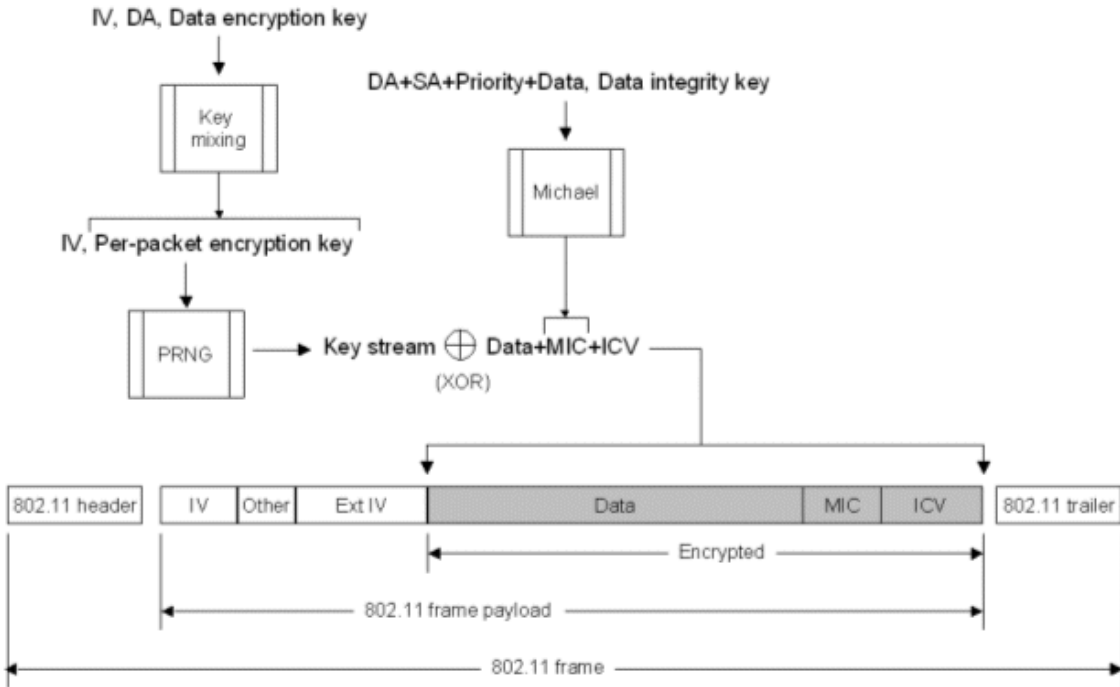 IV, DA, Data encryption key
DA+SA+Priority+Data, Data integrity key
Key
mixing
Michael
IV, Per-packet encryption key
PRNG
Key stream
Data+MIC+ICV
(XOR)
802.11 header
IV
Other
Ext IV
Data
MIC
ICV
802.11 trailer
Encrypted
802.11 frame payload
802.11 frame